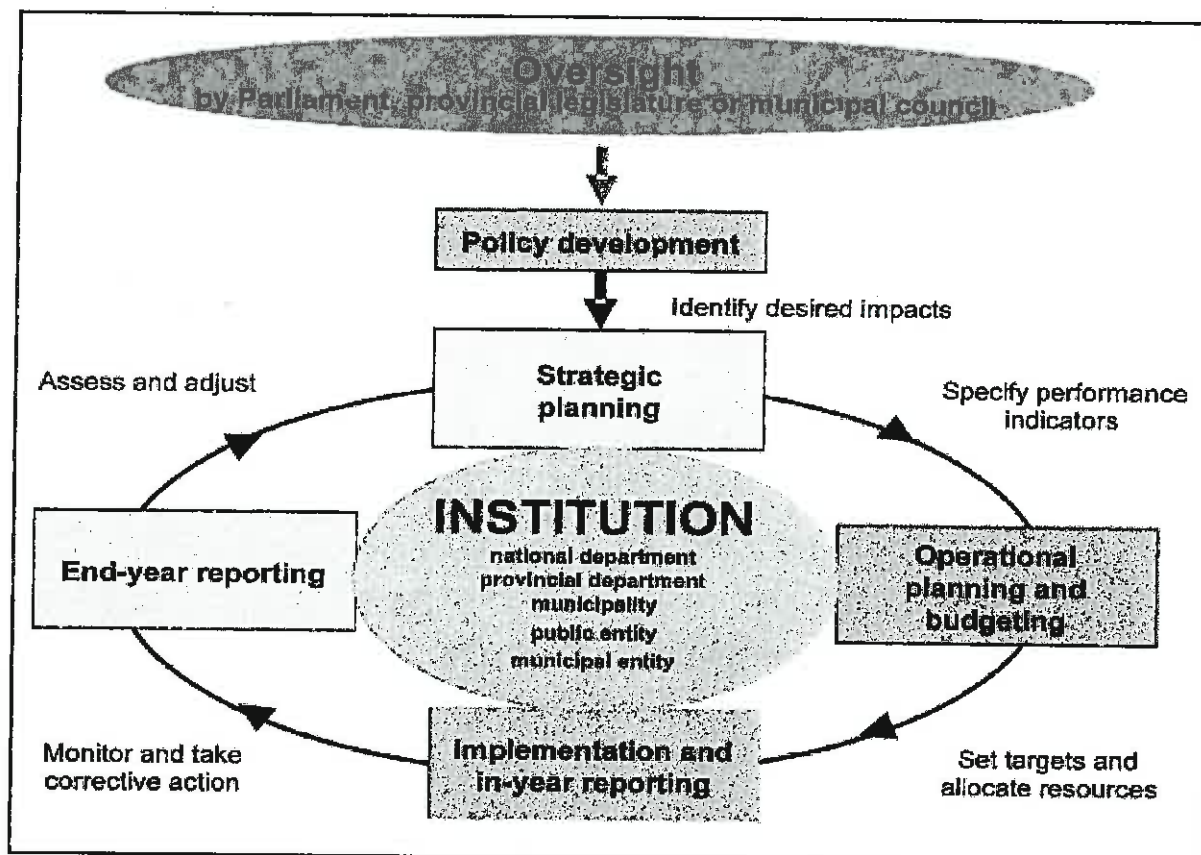 Oversight
by Parliament, provincial legislature or municipal council
Policy development
Identify desired impacts
Strategic
planning
Assess and adjust
Specify performance
indicators
INSTITUTION
national department
provincial department
municipality
public entity
municipal entity
End-year reporting
Operational
planning and
budgeting
Implementation and
in-year reporting
Monitor and take
corrective action
Set targets and
allocate resources